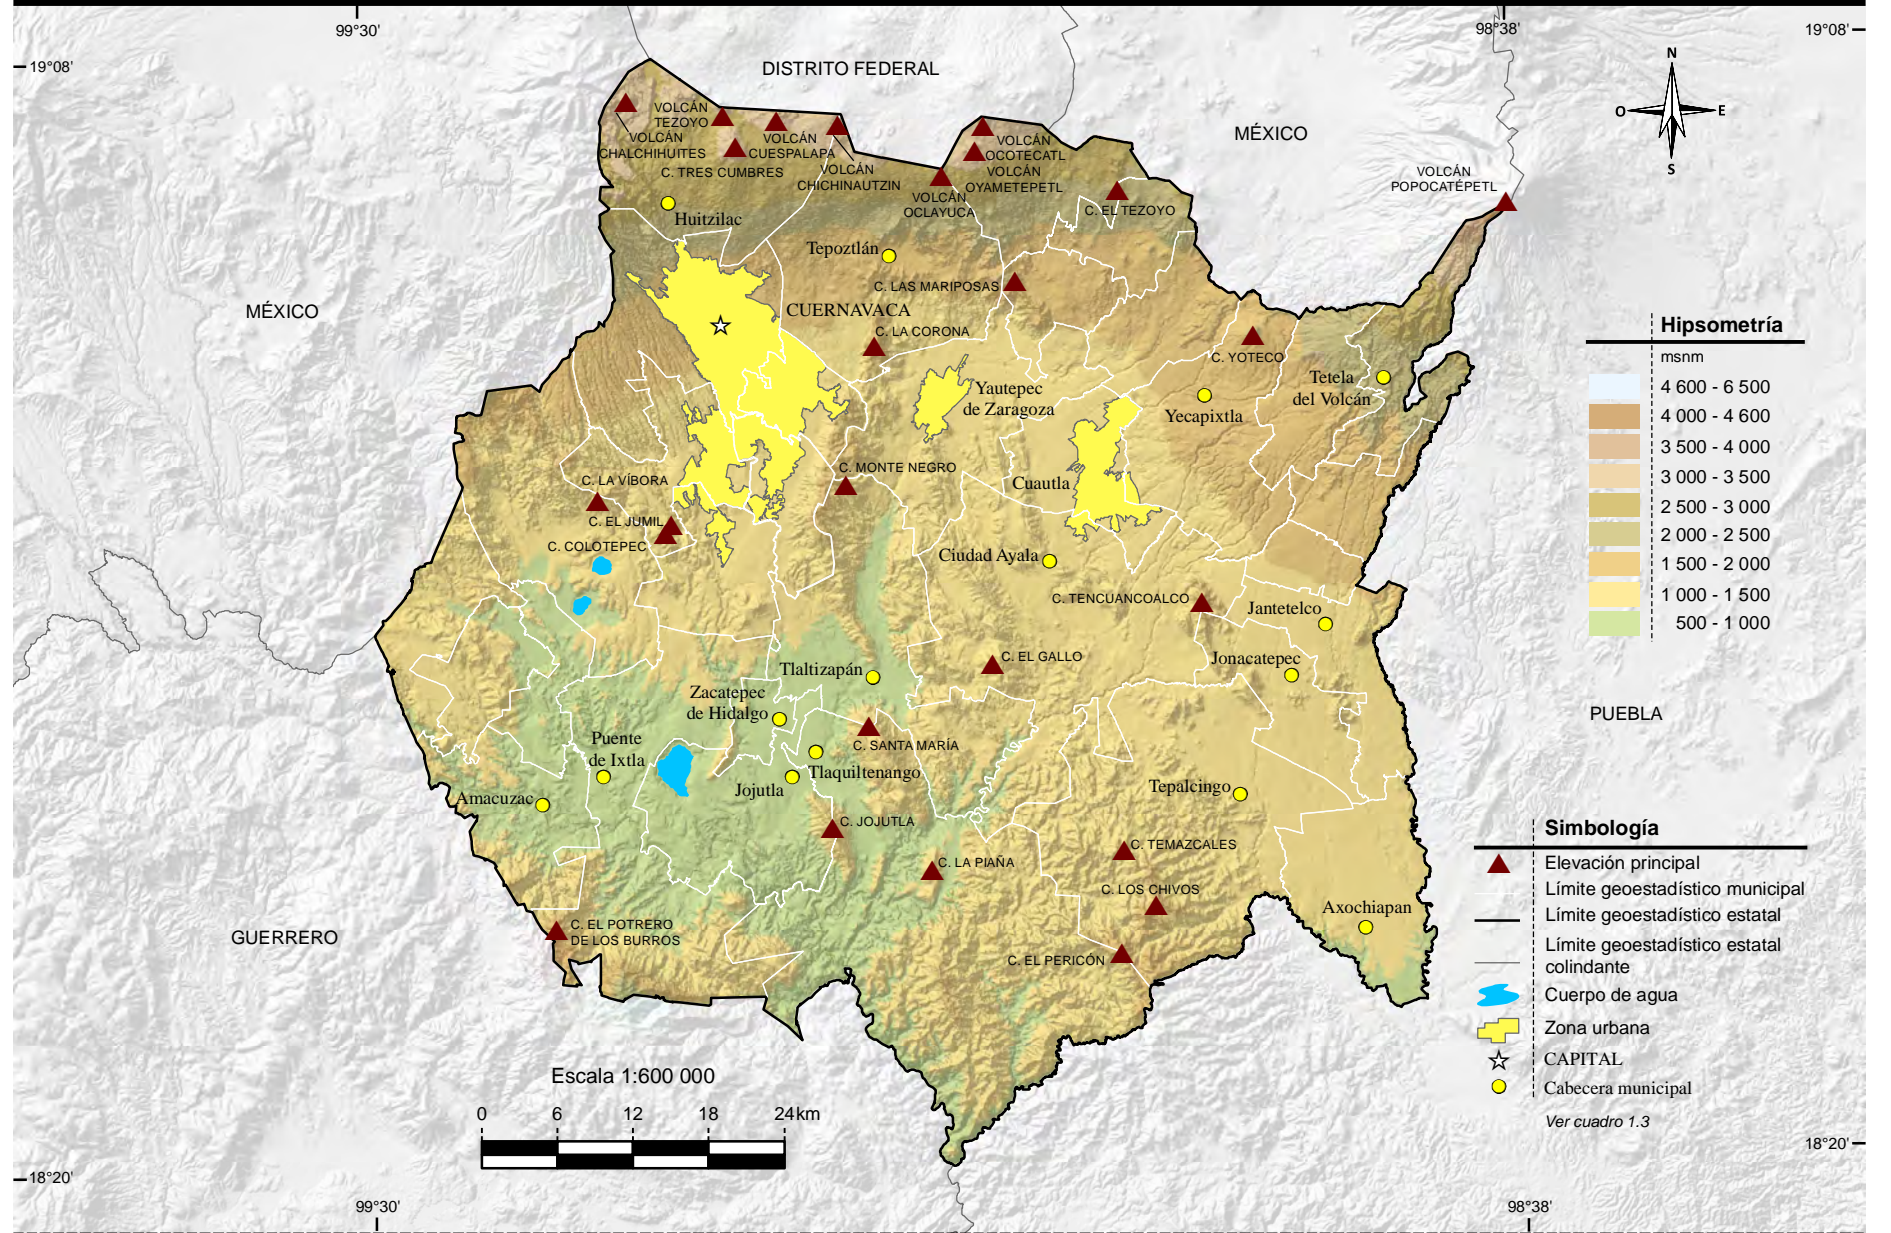 99°30'
98°38'
19°08'
19°08'
DISTRITO FEDERAL
MÉXICO
N
O
E
S
VOLCÁN
TEZOYO
VOLCÁN
CHALCHIHUITES
VOLCÁN
CUESPALAPA
C. TRES CUMBRES
VOLCÁN
CHICHINAUTZIN
VOLCÁN
OCOTECATL
VOLCÁN
OYAMETEPETL
VOLCÁN
OCLAYUCA
C. EL TEZOYO
VOLCÁN
POPOCATÉPETL
Huitzilac
Tepoztlán
C. LAS MARIPOSAS
MÉXICO
CUERNAVACA
C. LA CORONA
C. YOTECO
Yautepec
de Zaragoza
Tetela
del Volcán
Yecapixtla
C. MONTE NEGRO
C. LA VÍBORA
Cuautla
C. EL JUMIL
C. COLOTEPEC
Ciudad Ayala
C. TENCUANCOALCO
Jantetelco
C. EL GALLO
Jonacatepec
Tlaltizapán
Zacatepec
de Hidalgo
C. SANTA MARÍA
Puente
de Ixtla
Tlaquiltenango
Jojutla
Amacuzac
Tepalcingo
C. JOJUTLA
C. TEMAZCALES
C. LA PIAÑA
C. LOS CHIVOS
Axochiapan
C. EL POTRERO
DE LOS BURROS
C. EL PERICÓN
GUERRERO
PUEBLA
Hipsometría
msnm
4 600 - 6 500
4 000 - 4 600
3 500 - 4 000
3 000 - 3 500
2 500 - 3 000
2 000 - 2 500
1 500 - 2 000
1 000 - 1 500
500 - 1 000
Simbología
Elevación principal
Límite geoestadístico municipal
Límite geoestadístico estatal
Límite geoestadístico estatal
colindante
Cuerpo de agua
Zona urbana
CAPITAL
Cabecera municipal
Ver cuadro 1.3
Escala 1:600 000
0 6 12 18 24 km
18°20'
18°20'
99°30'
98°38'